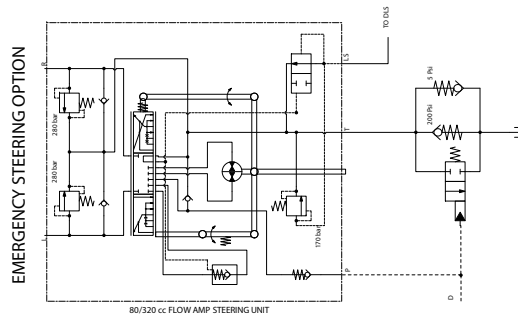 EMERGENCY STEERING OPTION
TO DLS
R
LS
280 bar
5 Psi
T
200 Psi
280 bar
170 bar
L
P
D
80/320 cc FLOW AMP STEERING UNIT